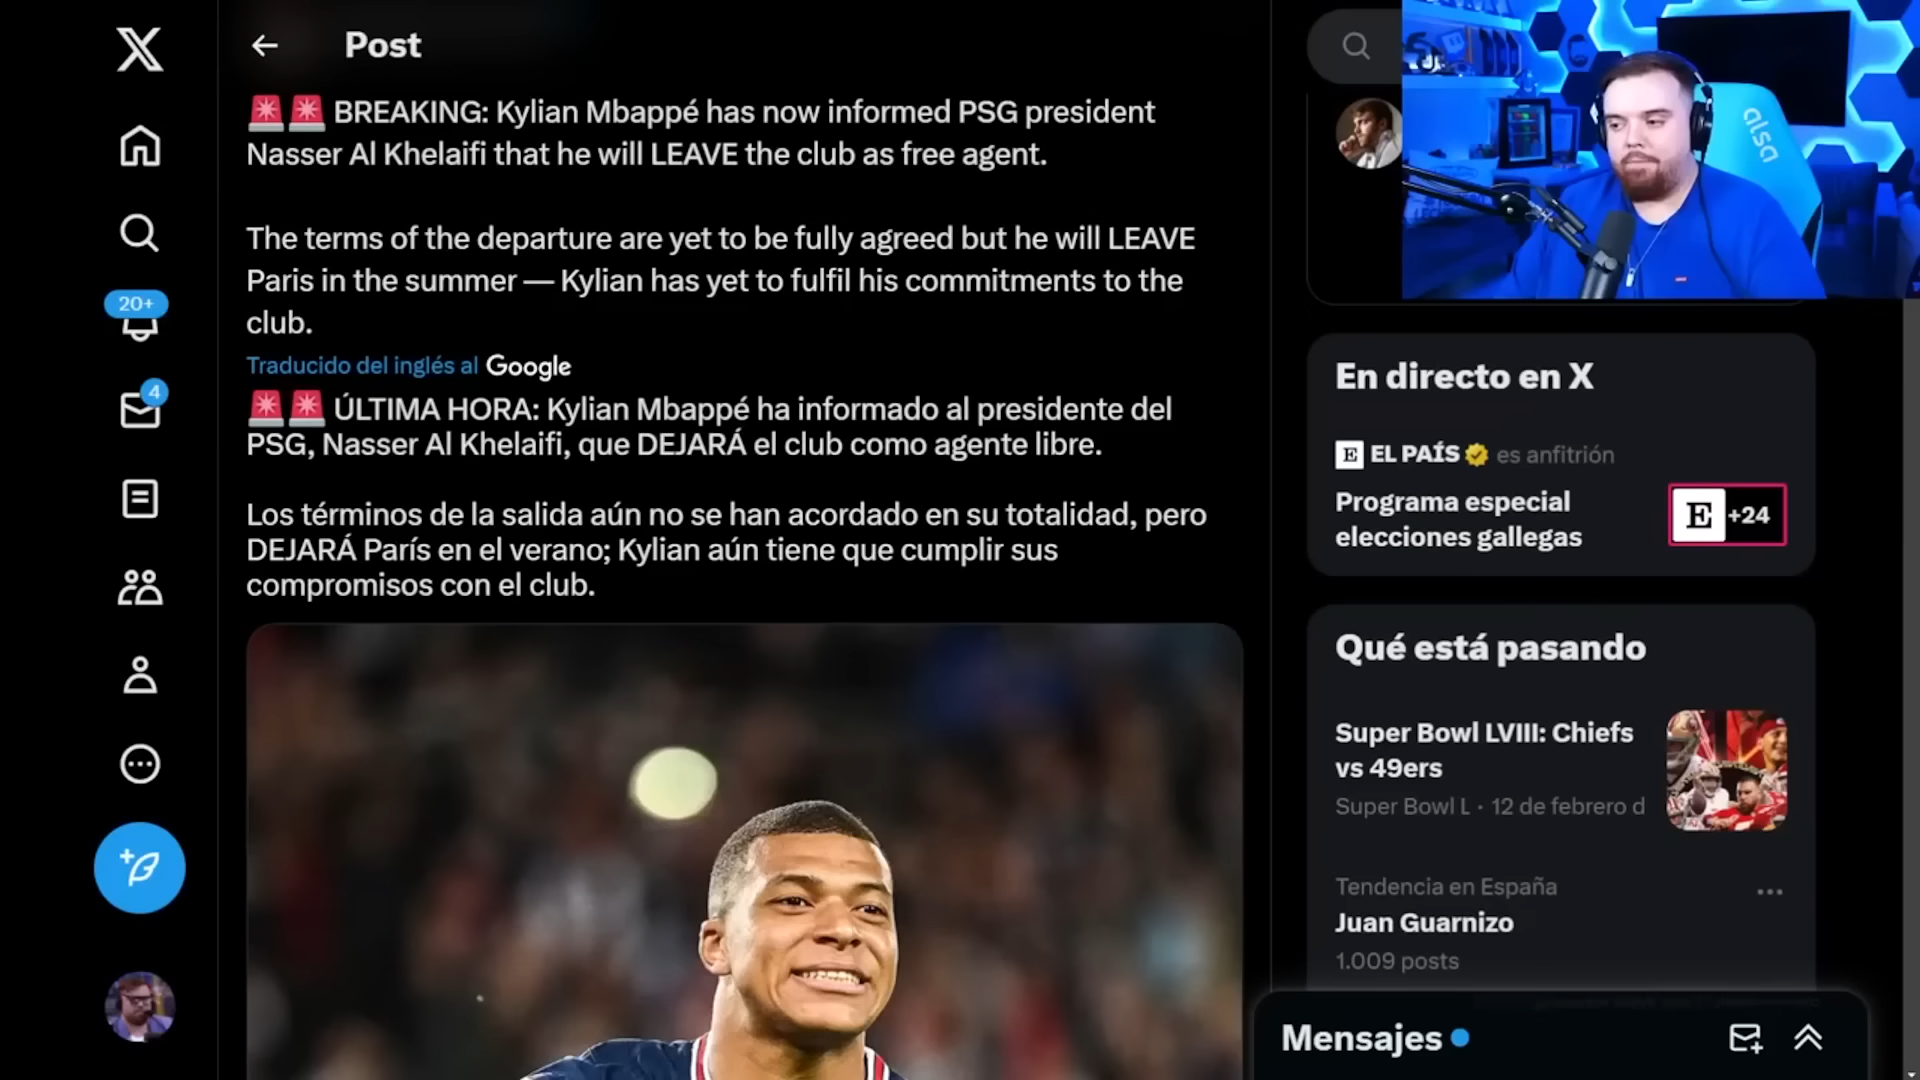 Post
🚨🚨 BREAKING: Kylian Mbappé has now informed PSG president
Nasser Al Khelaifi that he will LEAVE the club as free agent.
The terms of the departure are yet to be fully agreed but he will LEAVE
Paris in the summer — Kylian has yet to fulfil his commitments to the
club.
Traducido del inglés al Google
🚨🚨 ÚLTIMA HORA: Kylian Mbappé ha informado al presidente del
PSG, Nasser Al Khelaifi, que DEJARÁ el club como agente libre.
Los términos de la salida aún no se han acordado en su totalidad, pero
DEJARÁ París en el verano; Kylian aún tiene que cumplir sus
compromisos con el club.
20+
4
alsa
En directo en X
E EL PAÍS es anfitrión
Programa especial
elecciones gallegas
E +24
Qué está pasando
Super Bowl LVIII: Chiefs
vs 49ers
Super Bowl L · 12 de febrero d
Tendencia en España
Juan Guarnizo
1.009 posts
Mensajes